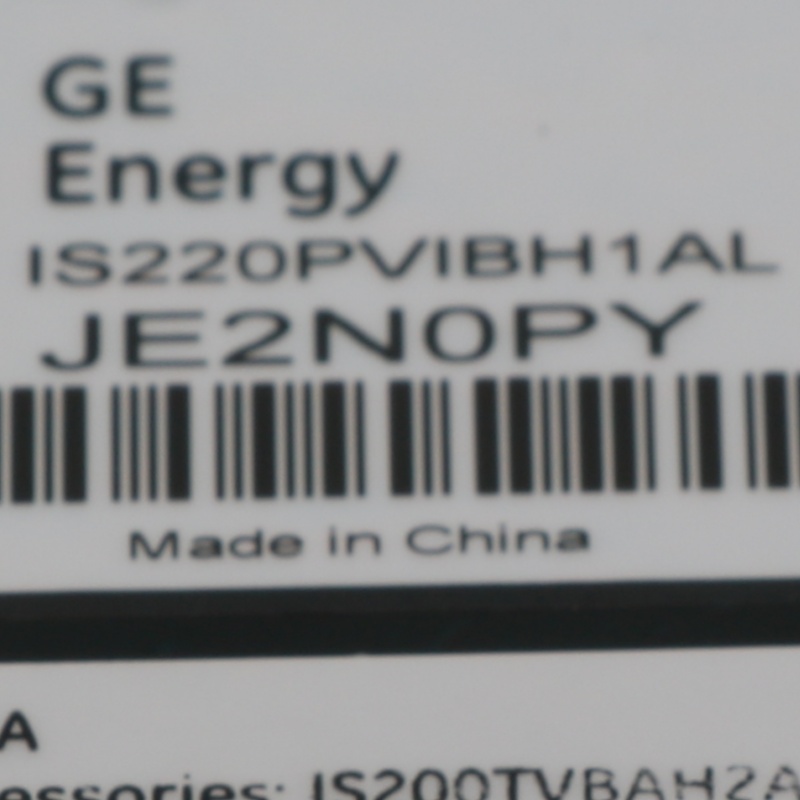 GE
Energy
IS220PVIBH1AL
JE2N0PY
Made in China
A
essories: IS200TVBAH2A